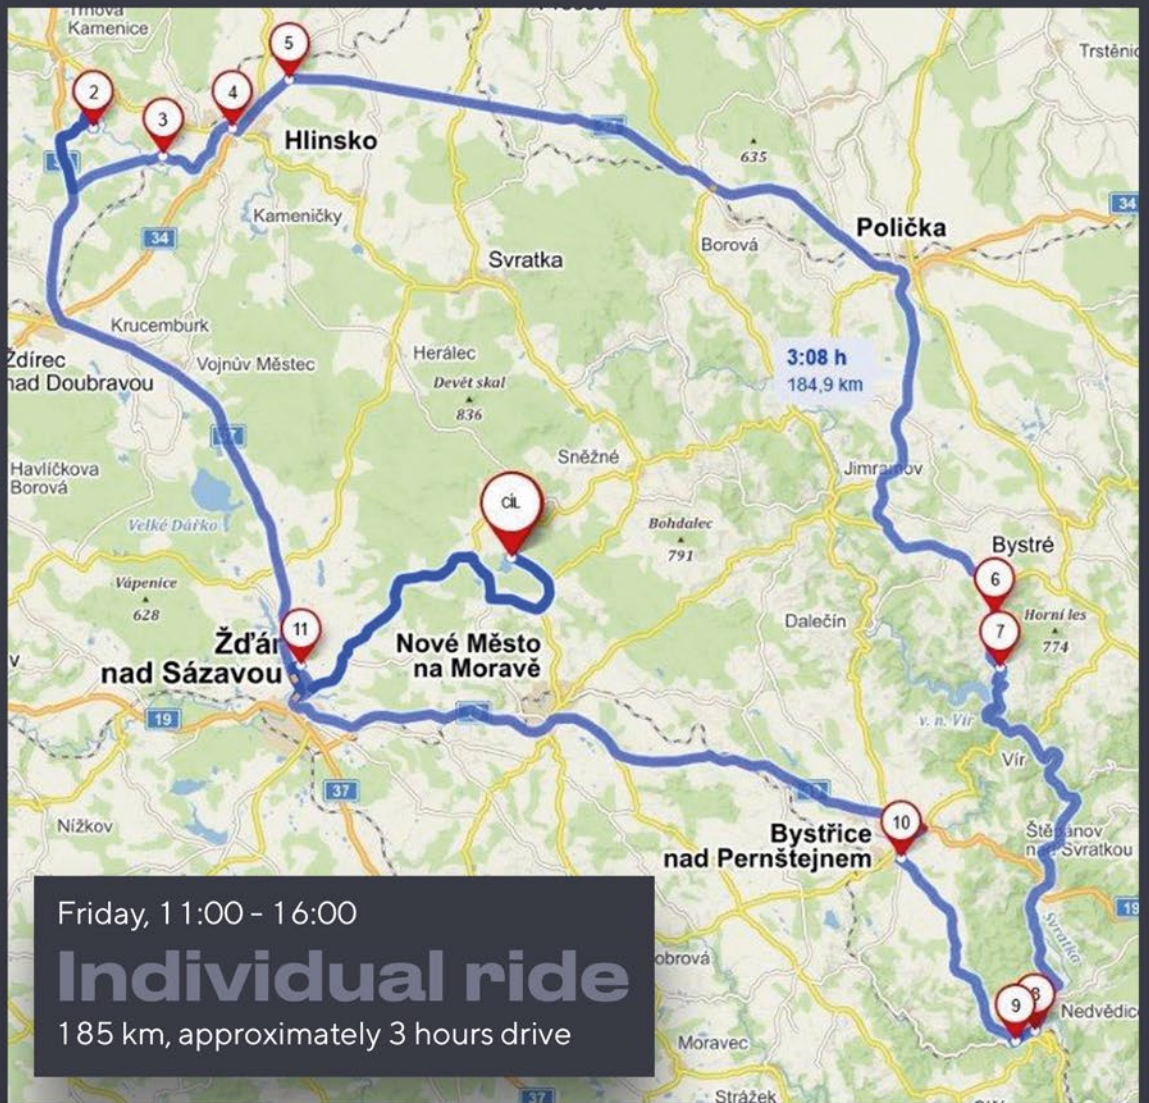 Trhová
Kamenice
Trstěnic
5
2
4
3
Hlinsko
635
34
Kameničky
34
Polička
Borová
Svratka
Krucemburk
Ždírec
nad Doubravou
Vojnův Městec
Herálec
Devět skal
836
3:08 h
184,9 km
37
Havlíčkova
Borová
Sněžné
Jimramov
CÍL
Velké Dářko
Bohdalec
791
Bystré
6
Vápenice
628
Horní les
774
7
Dalečín
11
Žďár
nad Sázavou
Nové Město
na Moravě
v. n. Vír
19
Vír
37
Nížkov
10
Bystřice
nad Pernštejnem
Štěpánov
nad Svratkou
19
Svratka
obrová
8
9
Nedvědic
Moravec
Strážek
37
Friday, 11:00 - 16:00
Individual ride
185 km, approximately 3 hours drive